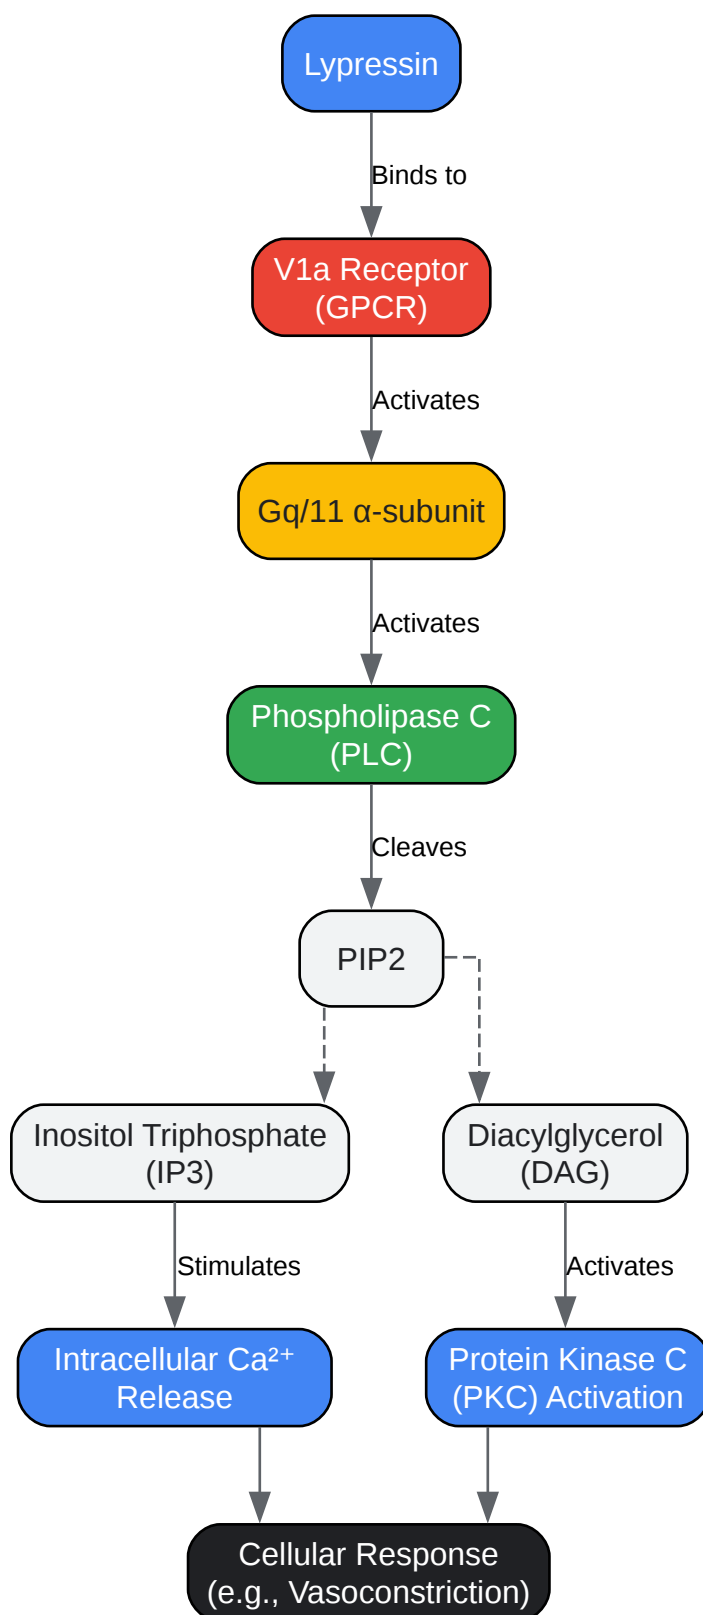 Lypressin
Binds to
V1a Receptor
(GPCR)
Activates
Gq/11 α-subunit
Activates
Phospholipase C
(PLC)
Cleaves
PIP2
Inositol Triphosphate
(IP3)
Diacylglycerol
(DAG)
Stimulates
Activates
Intracellular Ca²⁺
Release
Protein Kinase C
(PKC) Activation
Cellular Response
(e.g., Vasoconstriction)